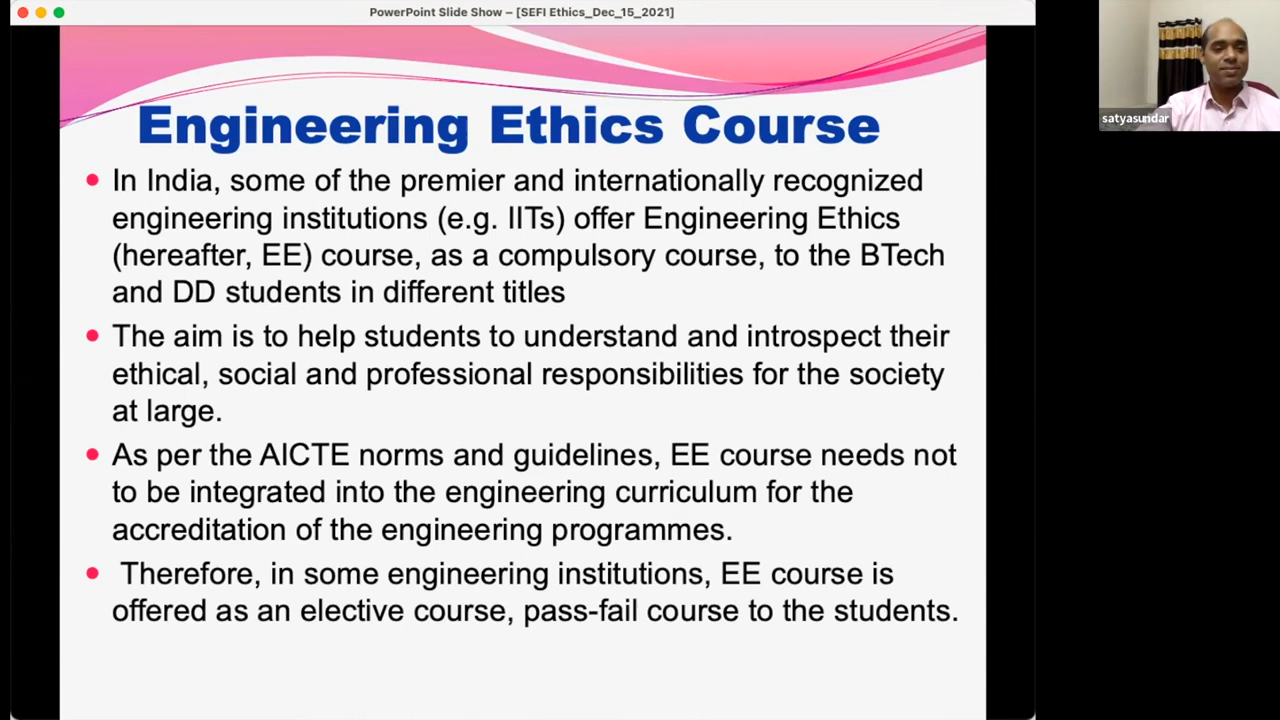 PowerPoint Slide Show – [SEFI Ethics_Dec_15_2021]
Engineering Ethics Course
• In India, some of the premier and internationally recognized
engineering institutions (e.g. IITs) offer Engineering Ethics
(hereafter, EE) course, as a compulsory course, to the BTech
and DD students in different titles
• The aim is to help students to understand and introspect their
ethical, social and professional responsibilities for the society
at large.
• As per the AICTE norms and guidelines, EE course needs not
to be integrated into the engineering curriculum for the
accreditation of the engineering programmes.
• Therefore, in some engineering institutions, EE course is
offered as an elective course, pass-fail course to the students.
satyasundar